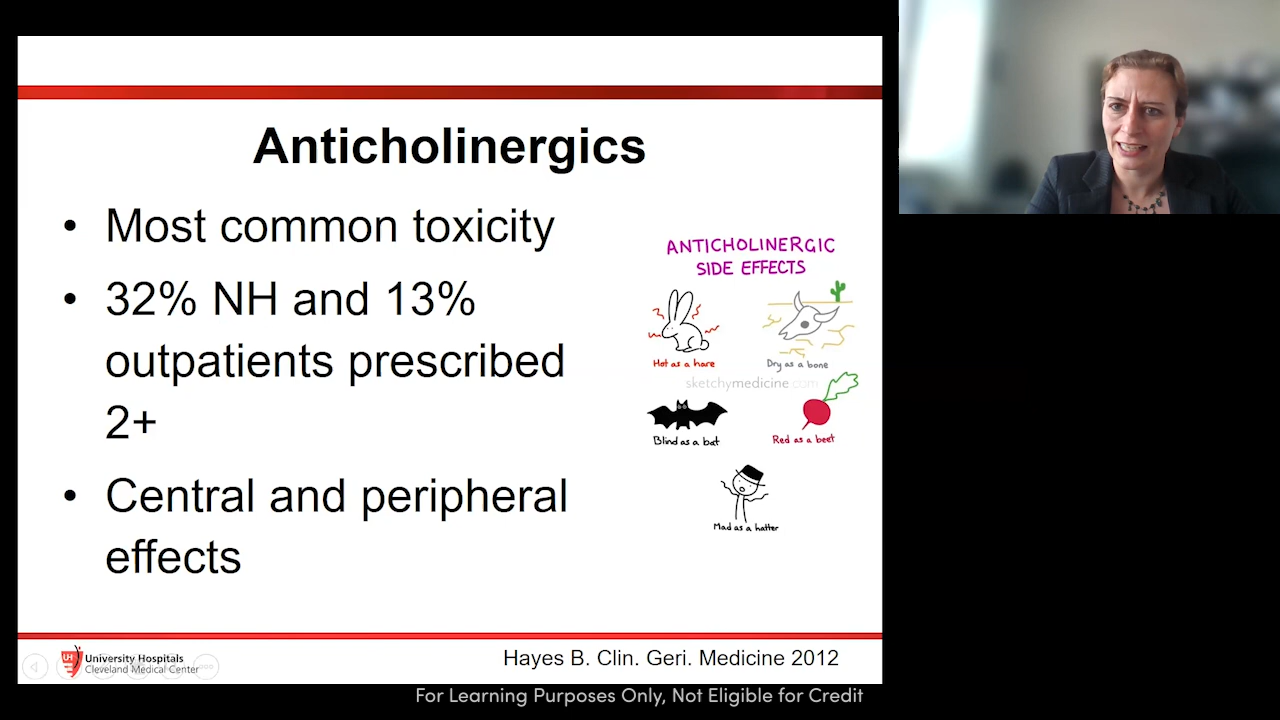 Anticholinergics
• Most common toxicity
• 32% NH and 13%
outpatients prescribed
2+
• Central and peripheral
effects
ANTICHOLINERGIC
SIDE EFFECTS
Hot as a hare
Dry as a bone
sketchymedicine.com
Blind as a bat
Red as a beet
Mad as a hatter
UH
University Hospitals
Cleveland Medical Center
Hayes B. Clin. Geri. Medicine 2012
For Learning Purposes Only, Not Eligible for Credit